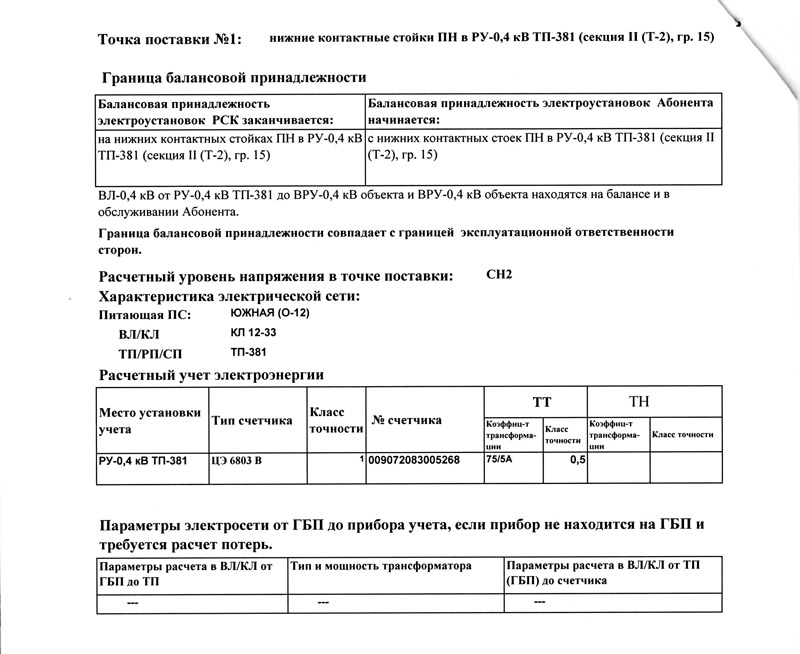 Точка поставки №1: нижние контактные стойки ПН в РУ-0,4 кВ ТП-381 (секция II (Т-2), гр. 15)
Граница балансовой принадлежности
Балансовая принадлежность
электроустановок РСК заканчивается:
Балансовая принадлежность электроустановок Абонента
начинается:
на нижних контактных стойках ПН в РУ-0,4 кВ
ТП-381 (секция II (Т-2), гр. 15)
с нижних контактных стоек ПН в РУ-0,4 кВ ТП-381 (секция II
(Т-2), гр. 15)
ВЛ-0,4 кВ от РУ-0,4 кВ ТП-381 до ВРУ-0,4 кВ объекта и ВРУ-0,4 кВ объекта находятся на балансе и в
обслуживании Абонента.
Граница балансовой принадлежности совпадает с границей эксплуатационной ответственности
сторон.
Расчетный уровень напряжения в точке поставки: СН2
Характеристика электрической сети:
Питающая ПС: ЮЖНАЯ (О-12)
ВЛ/КЛ КЛ 12-33
ТП/РП/СП ТП-381
Расчетный учет электроэнергии
Место установки
учета
Тип счетчика
Класс
точности
№ счетчика
ТТ
ТН
Коэффиц-т
трансформа-
ции
Класс
точности
Коэффиц-т
трансформа-
ции
Класс точности
РУ-0,4 кВ ТП-381 ЦЭ 6803 В 1 009072083005268 75/5А 0,5
Параметры электросети от ГБП до прибора учета, если прибор не находится на ГБП и
требуется расчет потерь.
Параметры расчета в ВЛ/КЛ от
ГБП до ТП
Тип и мощность трансформатора
Параметры расчета в ВЛ/КЛ от ТП
(ГБП) до счетчика
--- --- ---